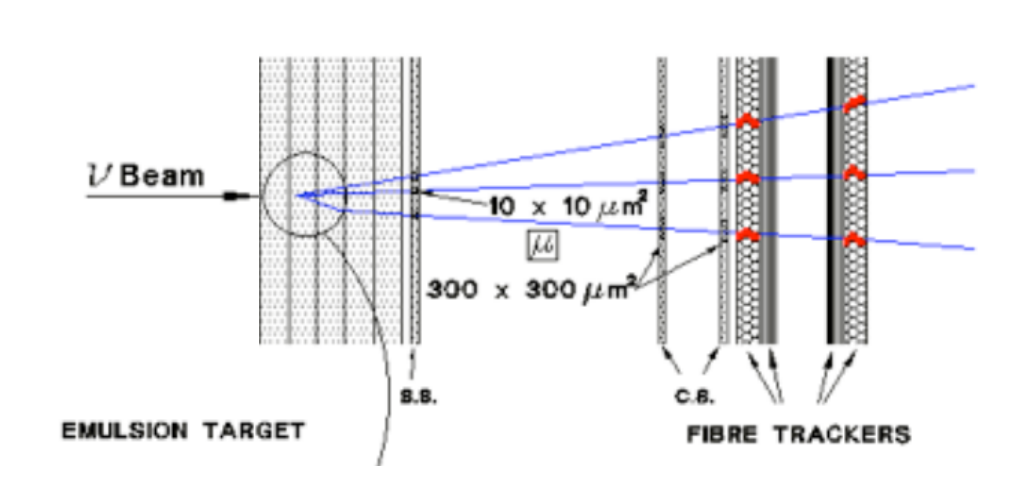 ν Beam
10 x 10 μm²
μ
300 x 300 μm²
S.S.
C.S.
EMULSION TARGET
FIBRE TRACKERS